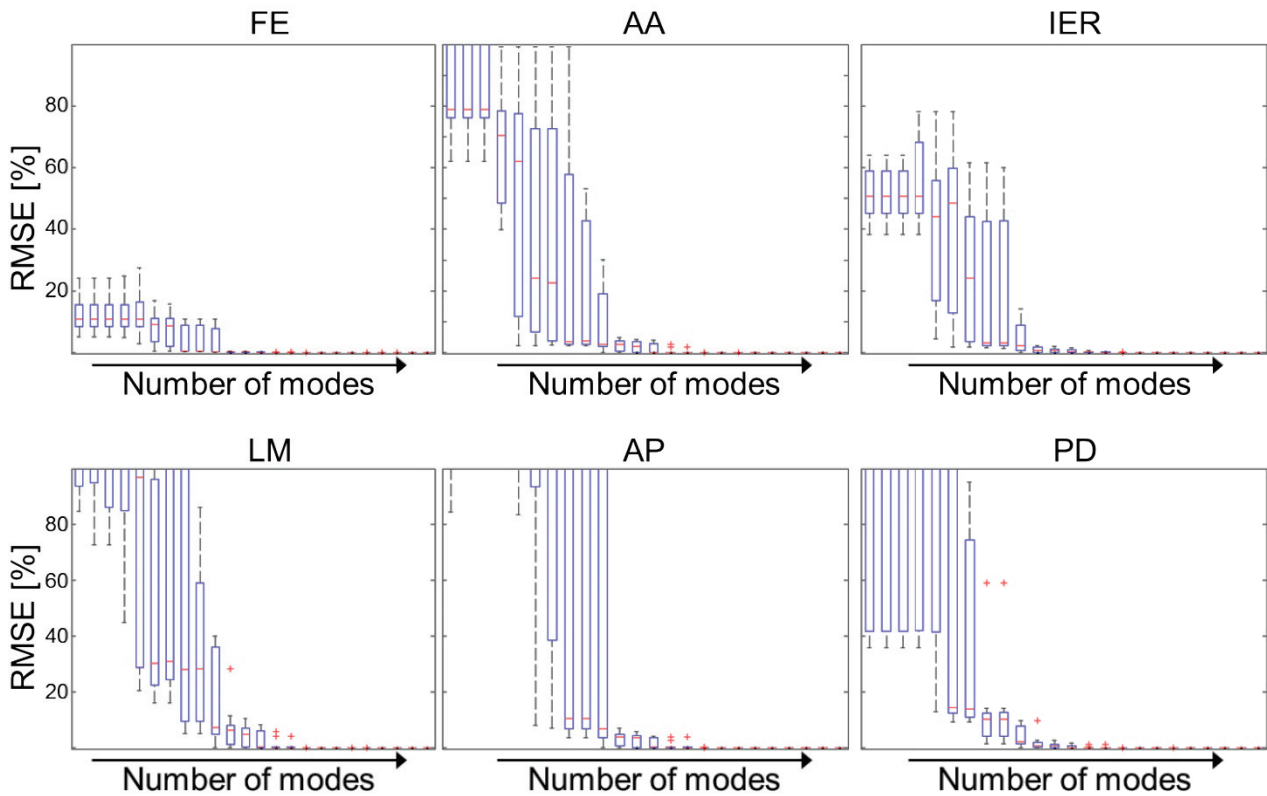 FE
AA
IER
RMSE [%]
80
60
40
20
Number of modes
Number of modes
Number of modes
LM
AP
PD
RMSE [%]
80
60
40
20
Number of modes
Number of modes
Number of modes